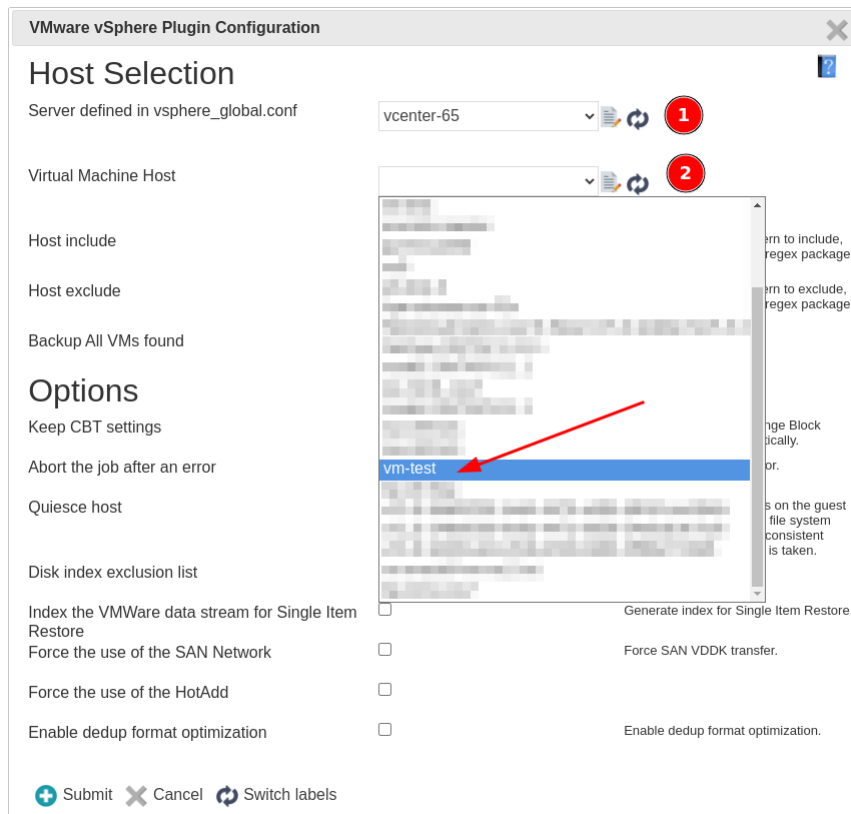 VMware vSphere Plugin Configuration
Host Selection
Server defined in vsphere_global.conf
vcenter-65
1
Virtual Machine Host
2
Host include
ern to include,
regex package
Host exclude
ern to exclude,
regex package
Backup All VMs found
Options
Keep CBT settings
nge Block
tically.
Abort the job after an error
vm-test
or.
Quiesce host
s on the guest
file system
consistent
is taken.
Disk index exclusion list
Index the VMWare data stream for Single Item
Restore
Generate index for Single Item Restore
Force the use of the SAN Network
Force SAN VDDK transfer.
Force the use of the HotAdd
Enable dedup format optimization
Enable dedup format optimization.
Submit Cancel Switch labels